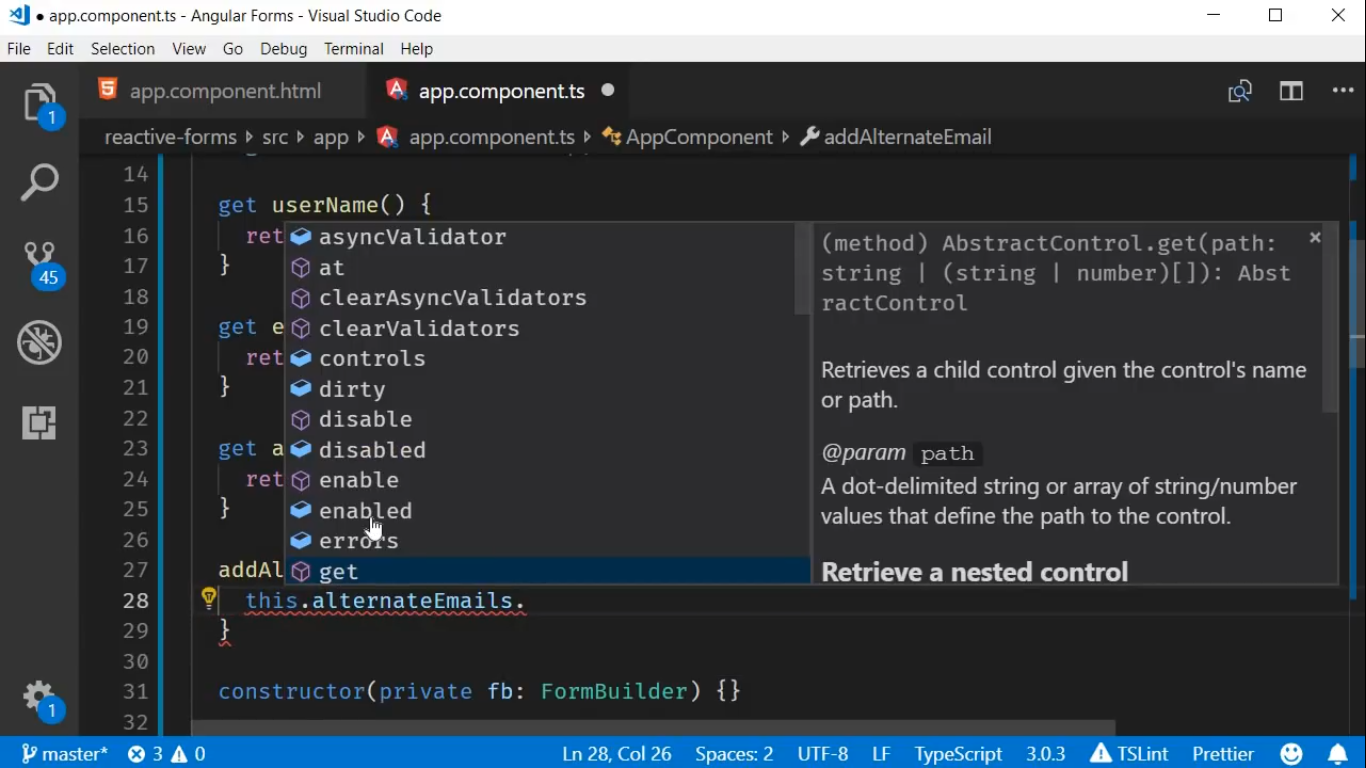 ● app.component.ts - Angular Forms - Visual Studio Code
File Edit Selection View Go Debug Terminal Help
app.component.html app.component.ts
reactive-forms src app app.component.ts AppComponent addAlternateEmail
14
15 get userName() {
16 ret
17 }
18
19 get e
20 ret
21 }
22
23 get a
24 ret
25 }
26
27 addAl
28 this.alternateEmails.
29 }
30
31 constructor(private fb: FormBuilder) {}
32
asyncValidator
at
clearAsyncValidators
clearValidators
controls
dirty
disable
disabled
enable
enabled
errors
get
(method) AbstractControl.get(path:
string | (string | number)[]): Abst
ractControl
Retrieves a child control given the control's name
or path.
@param path
A dot-delimited string or array of string/number
values that define the path to the control.
Retrieve a nested control
1
45
1
master* 3 0 Ln 28, Col 26 Spaces: 2 UTF-8 LF TypeScript 3.0.3 TSLint Prettier